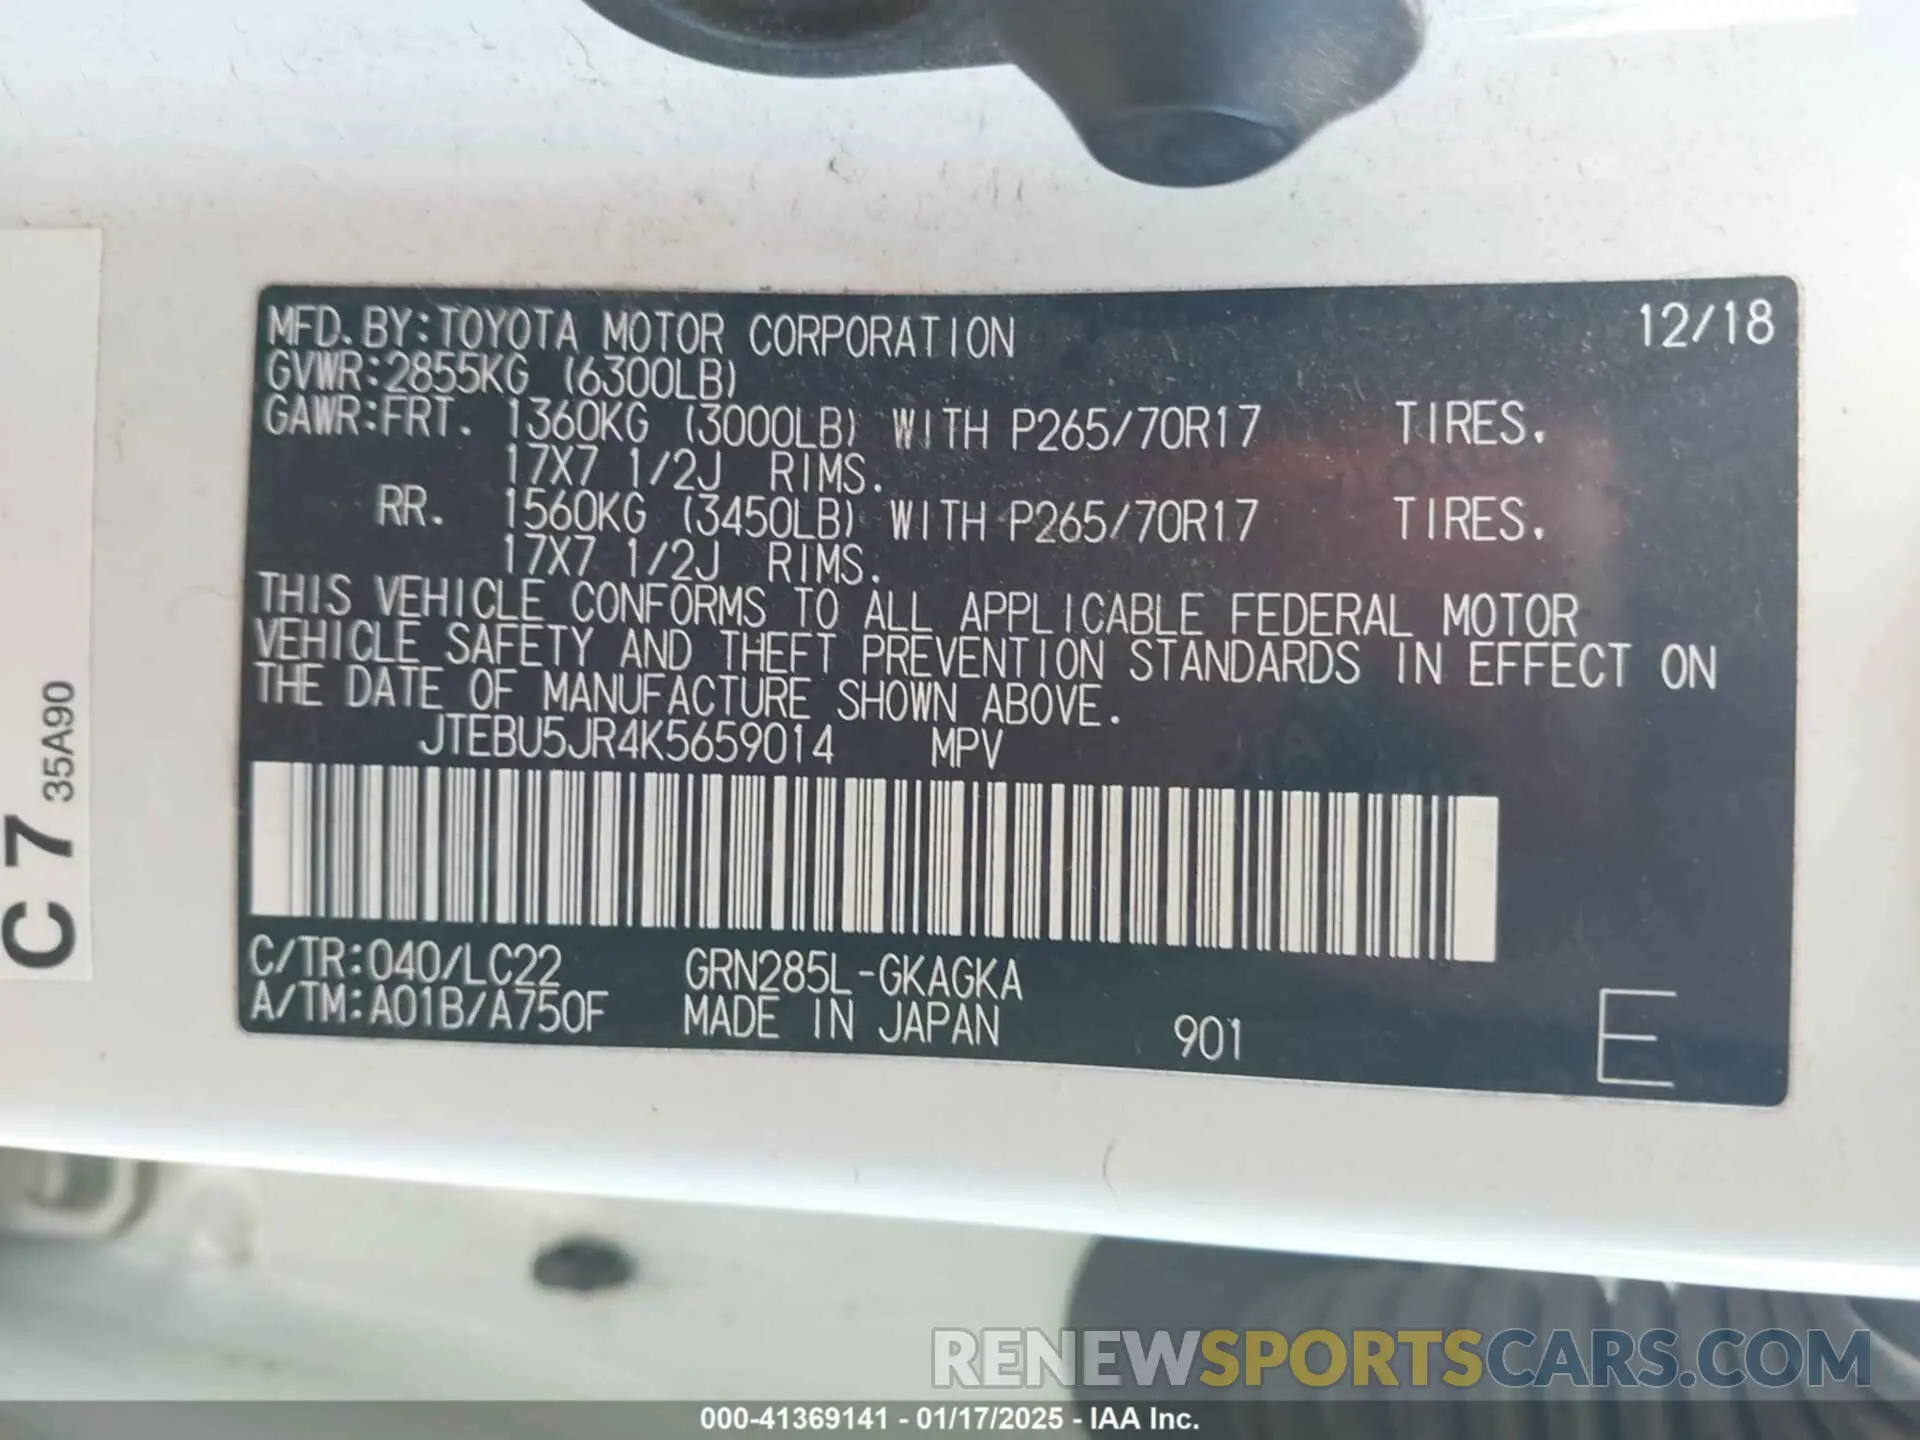 MFD. BY: TOYOTA MOTOR CORPORATION 12/18
GVWR: 2855KG (6300LB)
GAWR: FRT. 1360KG (3000LB) WITH P265/70R17 TIRES.
17X7 1/2J RIMS.
RR. 1560KG (3450LB) WITH P265/70R17 TIRES.
17X7 1/2J RIMS.
THIS VEHICLE CONFORMS TO ALL APPLICABLE FEDERAL MOTOR
VEHICLE SAFETY AND THEFT PREVENTION STANDARDS IN EFFECT ON
THE DATE OF MANUFACTURE SHOWN ABOVE.
JTEBU5JR4K5659014 MPV
C/TR: 040/LC22 GRN285L-GKAGKA
A/TM: A01B/A750F MADE IN JAPAN 901 E
C 7 35A90
RENEWSPORTSCARS.COM
000-41369141 - 01/17/2025 - IAA Inc.